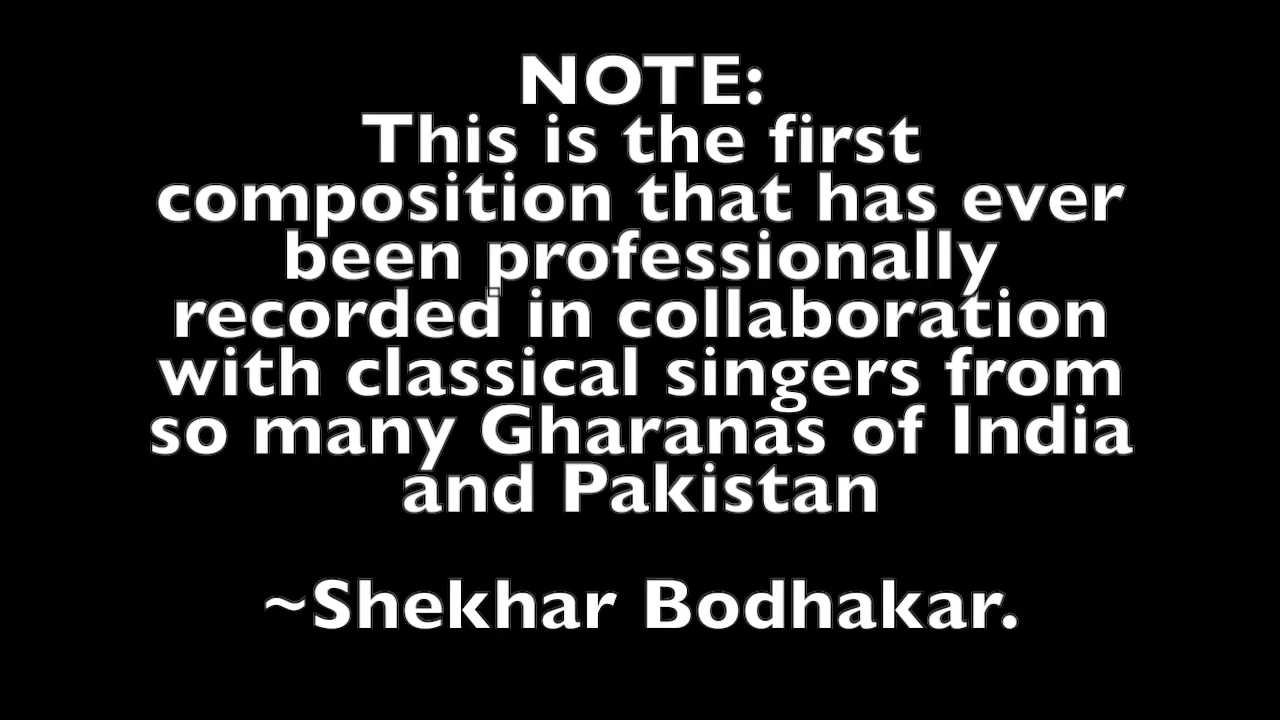 NOTE:
This is the first
composition that has ever
been professionally
recorded in collaboration
with classical singers from
so many Gharanas of India
and Pakistan
~Shekhar Bodhakar.